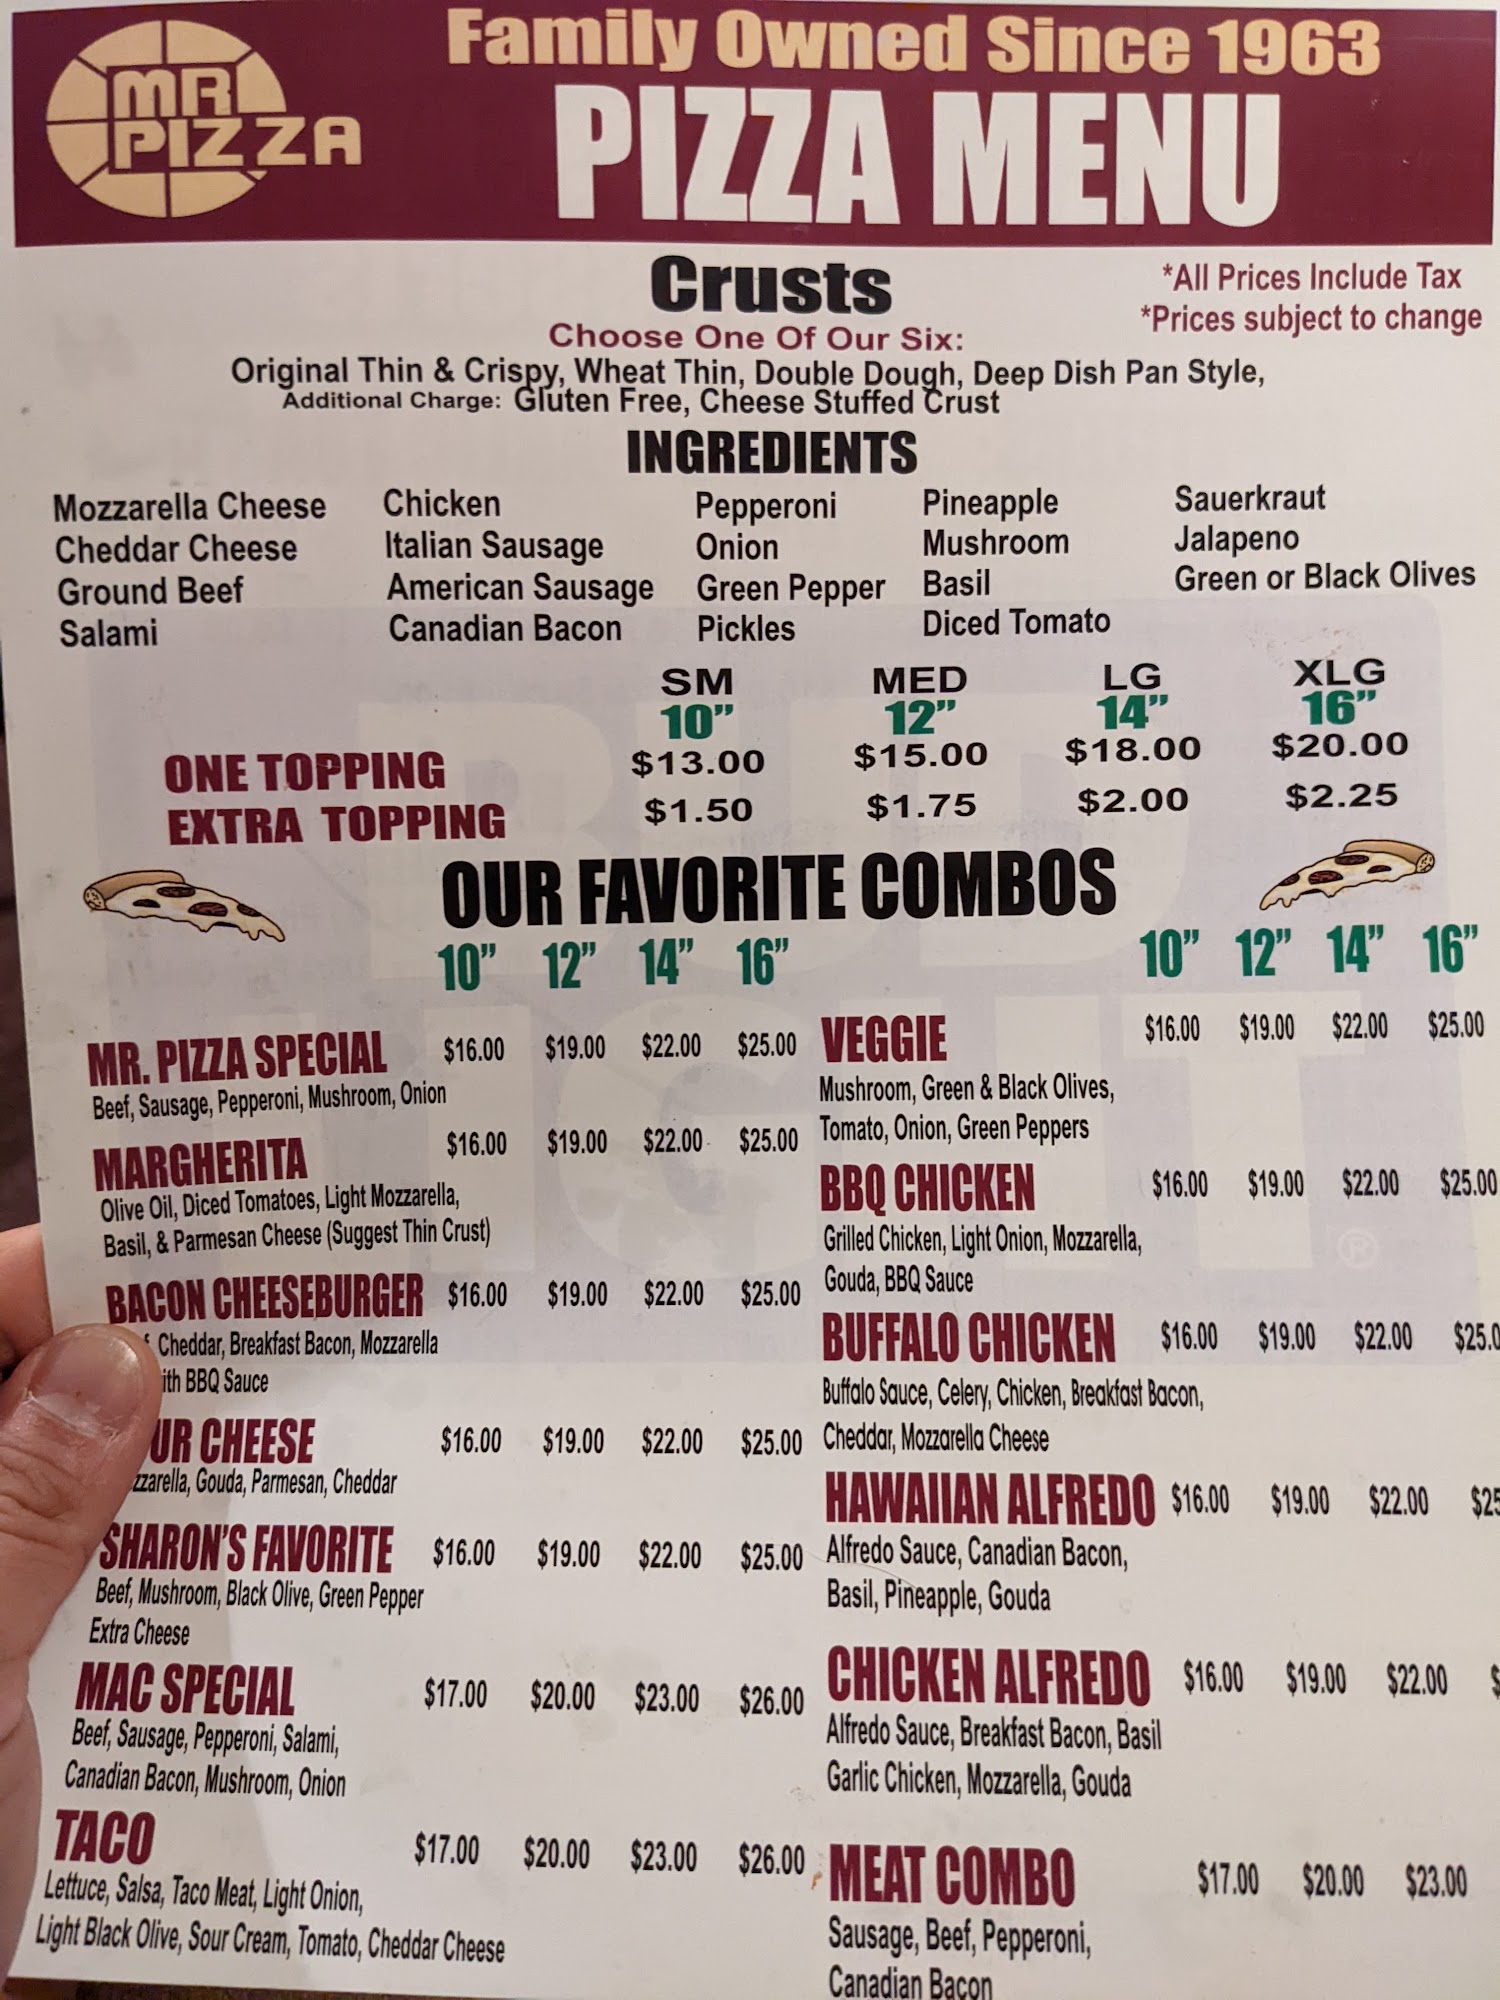 MR PIZZA
Family Owned Since 1963
PIZZA MENU
Crusts
*All Prices Include Tax
*Prices subject to change
Choose One Of Our Six:
Original Thin & Crispy, Wheat Thin, Double Dough, Deep Dish Pan Style,
Additional Charge: Gluten Free, Cheese Stuffed Crust
INGREDIENTS
Mozzarella Cheese
Cheddar Cheese
Ground Beef
Salami
Chicken
Italian Sausage
American Sausage
Canadian Bacon
Pepperoni
Onion
Green Pepper
Pickles
Pineapple
Mushroom
Basil
Diced Tomato
Sauerkraut
Jalapeno
Green or Black Olives
SM MED LG XLG
10” 12” 14” 16”
ONE TOPPING $13.00 $15.00 $18.00 $20.00
EXTRA TOPPING $1.50 $1.75 $2.00 $2.25
OUR FAVORITE COMBOS
10” 12” 14” 16”
MR. PIZZA SPECIAL $16.00 $19.00 $22.00 $25.00
Beef, Sausage, Pepperoni, Mushroom, Onion
MARGHERITA $16.00 $19.00 $22.00 $25.00
Olive Oil, Diced Tomatoes, Light Mozzarella,
Basil, & Parmesan Cheese (Suggest Thin Crust)
BACON CHEESEBURGER $16.00 $19.00 $22.00 $25.00
Cheddar, Breakfast Bacon, Mozzarella
ith BBQ Sauce
UR CHEESE $16.00 $19.00 $22.00 $25.00
zzarella, Gouda, Parmesan, Cheddar
SHARON'S FAVORITE $16.00 $19.00 $22.00 $25.00
Beef, Mushroom, Black Olive, Green Pepper
Extra Cheese
MAC SPECIAL $17.00 $20.00 $23.00 $26.00
Beef, Sausage, Pepperoni, Salami,
Canadian Bacon, Mushroom, Onion
TACO $17.00 $20.00 $23.00 $26.00
Lettuce, Salsa, Taco Meat, Light Onion,
Light Black Olive, Sour Cream, Tomato, Cheddar Cheese
10” 12” 14” 16”
VEGGIE $16.00 $19.00 $22.00 $25.00
Mushroom, Green & Black Olives,
Tomato, Onion, Green Peppers
BBQ CHICKEN $16.00 $19.00 $22.00 $25.00
Grilled Chicken, Light Onion, Mozzarella,
Gouda, BBQ Sauce
BUFFALO CHICKEN $16.00 $19.00 $22.00 $25.0
Buffalo Sauce, Celery, Chicken, Breakfast Bacon,
Cheddar, Mozzarella Cheese
HAWAIIAN ALFREDO $16.00 $19.00 $22.00 $25
Alfredo Sauce, Canadian Bacon,
Basil, Pineapple, Gouda
CHICKEN ALFREDO $16.00 $19.00 $22.00 $
Alfredo Sauce, Breakfast Bacon, Basil
Garlic Chicken, Mozzarella, Gouda
MEAT COMBO $17.00 $20.00 $23.00
Sausage, Beef, Pepperoni,
Canadian Bacon
BUD
LIGHT®